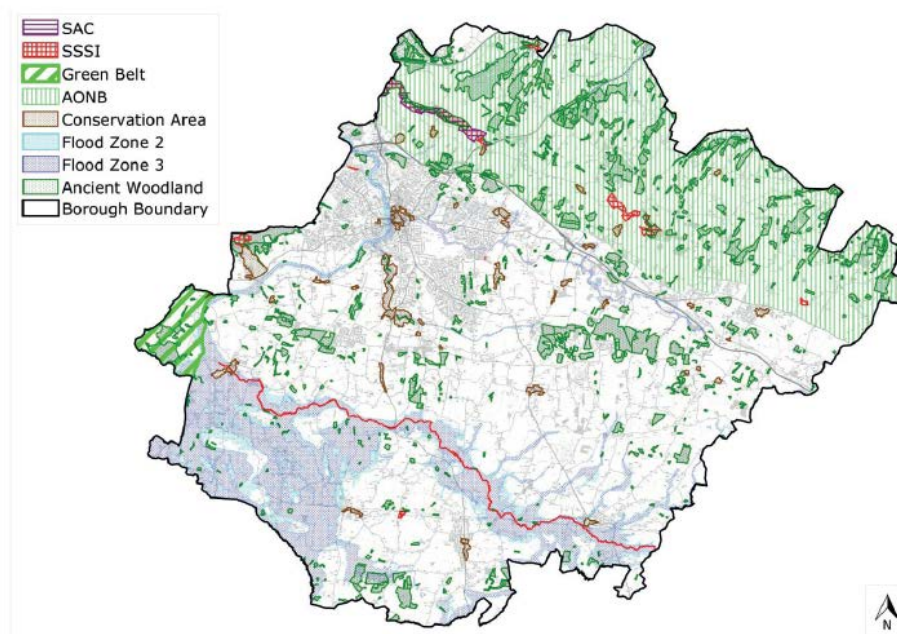 SAC
SSSI
Green Belt
AONB
Conservation Area
Flood Zone 2
Flood Zone 3
Ancient Woodland
Borough Boundary
N